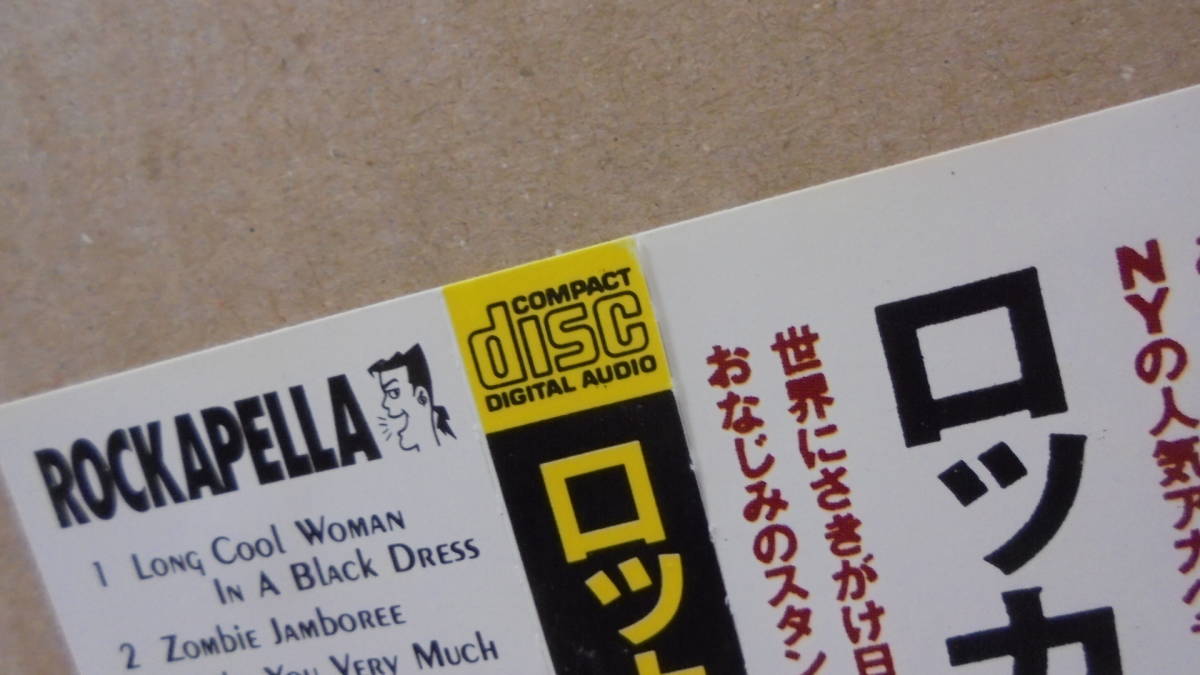 ROCKAPELLA
1 LONG COOL WOMAN
IN A BLACK DRESS
2 ZOMBIE JAMBOREE
YOU VERY MUCH
COMPACT
disc
DIGITAL AUDIO
ロッ
NYの人気アカペ
ロッカ
世界にさきがけ日
おなじみのスタン